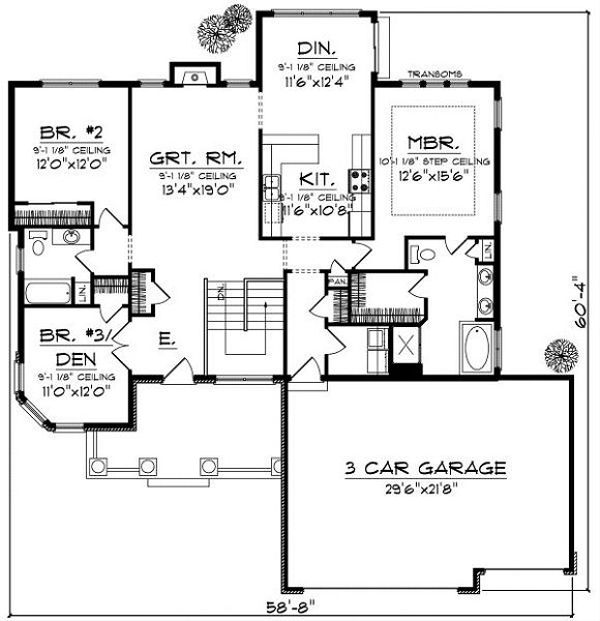 DIN.
9'-1 1/8" CEILING
11'6"x12'4"
TRANSOMS
BR. #2
9'-1 1/8" CEILING
12'0"x12'0"
GRT. RM.
9'-1 1/8" CEILING
13'4"x19'0"
MBR.
10'-1 1/8" STEP CEILING
12'6"x15'6"
KIT.
9'-1 1/8" CEILING
11'6"x10'8"
LIN.
LIN.
PAN.
DN.
BR. #3/
DEN
9'-1 1/8" CEILING
11'0"x12'0"
E.
60'-4"
3 CAR GARAGE
29'6"x21'8"
58'-8"